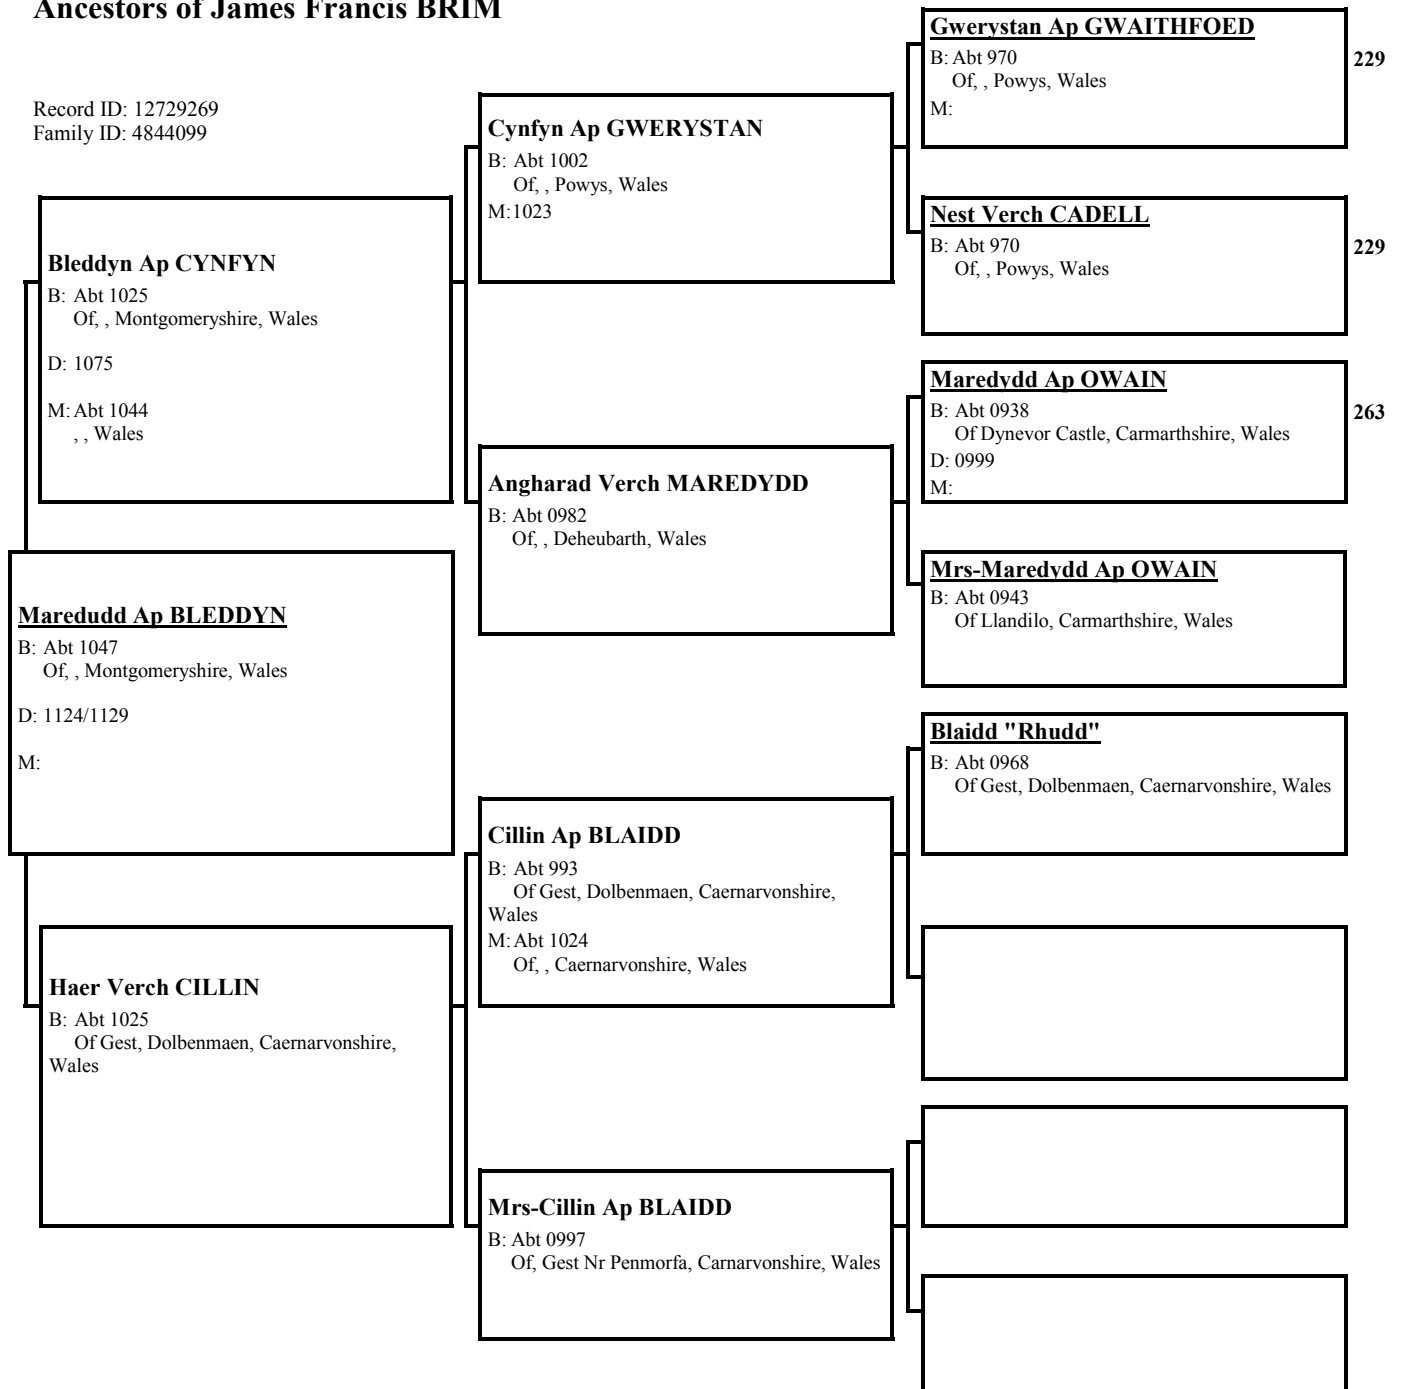 Ancestors of James Francis BRIM
Record ID: 12729269
Family ID: 4844099
Maredudd Ap BLEDDYN
B: Abt 1047
Of, , Montgomeryshire, Wales
D: 1124/1129
M:
Bleddyn Ap CYNFYN
B: Abt 1025
Of, , Montgomeryshire, Wales
D: 1075
M: Abt 1044
, , Wales
Haer Verch CILLIN
B: Abt 1025
Of Gest, Dolbenmaen, Caernarvonshire,
Wales
Cynfyn Ap GWERYSTAN
B: Abt 1002
Of, , Powys, Wales
M:1023
Angharad Verch MAREDYDD
B: Abt 0982
Of, , Deheubarth, Wales
Cillin Ap BLAIDD
B: Abt 993
Of Gest, Dolbenmaen, Caernarvonshire,
Wales
M: Abt 1024
Of, , Caernarvonshire, Wales
Mrs-Cillin Ap BLAIDD
B: Abt 0997
Of, Gest Nr Penmorfa, Carnarvonshire, Wales
Gwerystan Ap GWAITHFOED
B: Abt 970
Of, , Powys, Wales
M:
229
Nest Verch CADELL
B: Abt 970
Of, , Powys, Wales
229
Maredydd Ap OWAIN
B: Abt 0938
Of Dynevor Castle, Carmarthshire, Wales
D: 0999
M:
263
Mrs-Maredydd Ap OWAIN
B: Abt 0943
Of Llandilo, Carmarthshire, Wales
Blaidd "Rhudd"
B: Abt 0968
Of Gest, Dolbenmaen, Caernarvonshire, Wales